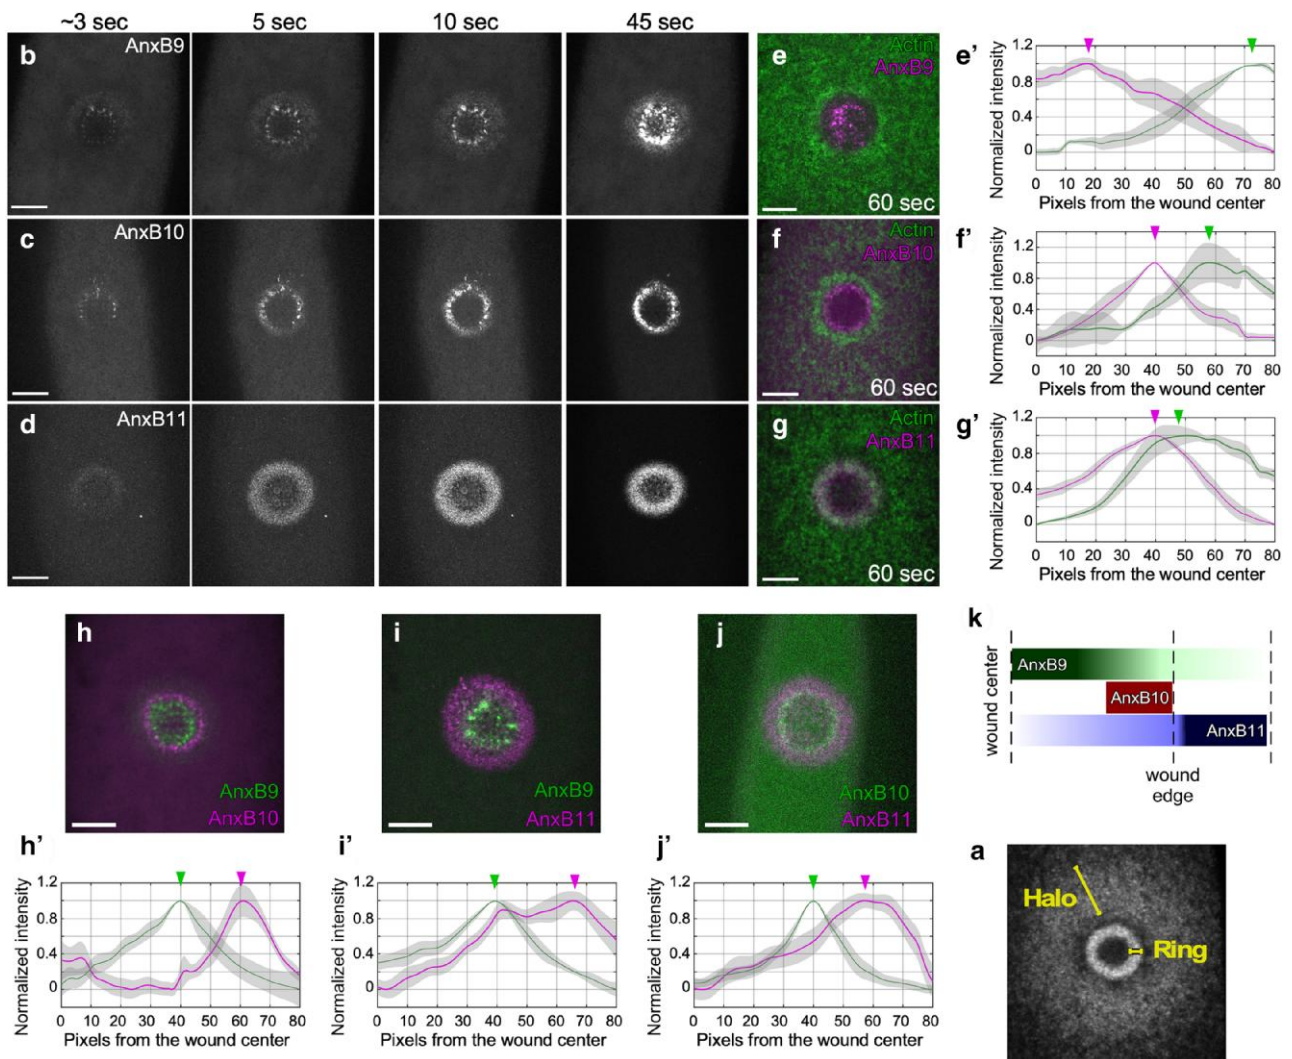 ~3 sec 5 sec 10 sec 45 sec
b AnxB9
e Actin
AnxB9
60 sec
e’
1.2
0.8
0.4
0
Normalized intensity
0 10 20 30 40 50 60 70 80
Pixels from the wound center
c AnxB10
f Actin
AnxB10
60 sec
f’
1.2
0.8
0.4
0
Normalized intensity
0 10 20 30 40 50 60 70 80
Pixels from the wound center
d AnxB11
g Actin
AnxB11
60 sec
g’
1.2
0.8
0.4
0
Normalized intensity
0 10 20 30 40 50 60 70 80
Pixels from the wound center
h
AnxB9
AnxB10
i
AnxB9
AnxB11
j
AnxB10
AnxB11
k
wound center
AnxB9
AnxB10
AnxB11
wound
edge
h’
1.2
0.8
0.4
0
Normalized intensity
0 10 20 30 40 50 60 70 80
Pixels from the wound center
i’
1.2
0.8
0.4
0
Normalized intensity
0 10 20 30 40 50 60 70 80
Pixels from the wound center
j’
1.2
0.8
0.4
0
Normalized intensity
0 10 20 30 40 50 60 70 80
Pixels from the wound center
a
Halo
Ring